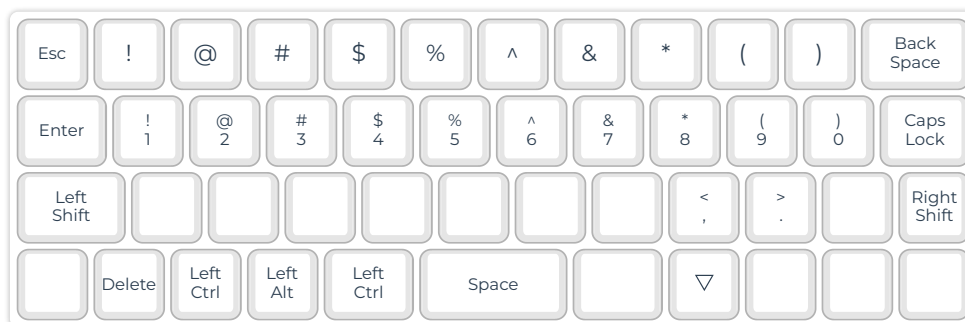 Esc ! @ # $ % ^ & * ( ) Back Space
Enter ! 1 @ 2 # 3 $ 4 % 5 ^ 6 & 7 * 8 ( 9 ) 0 Caps Lock
Left Shift < , > . Right Shift
Delete Left Ctrl Left Alt Left Ctrl Space ▽